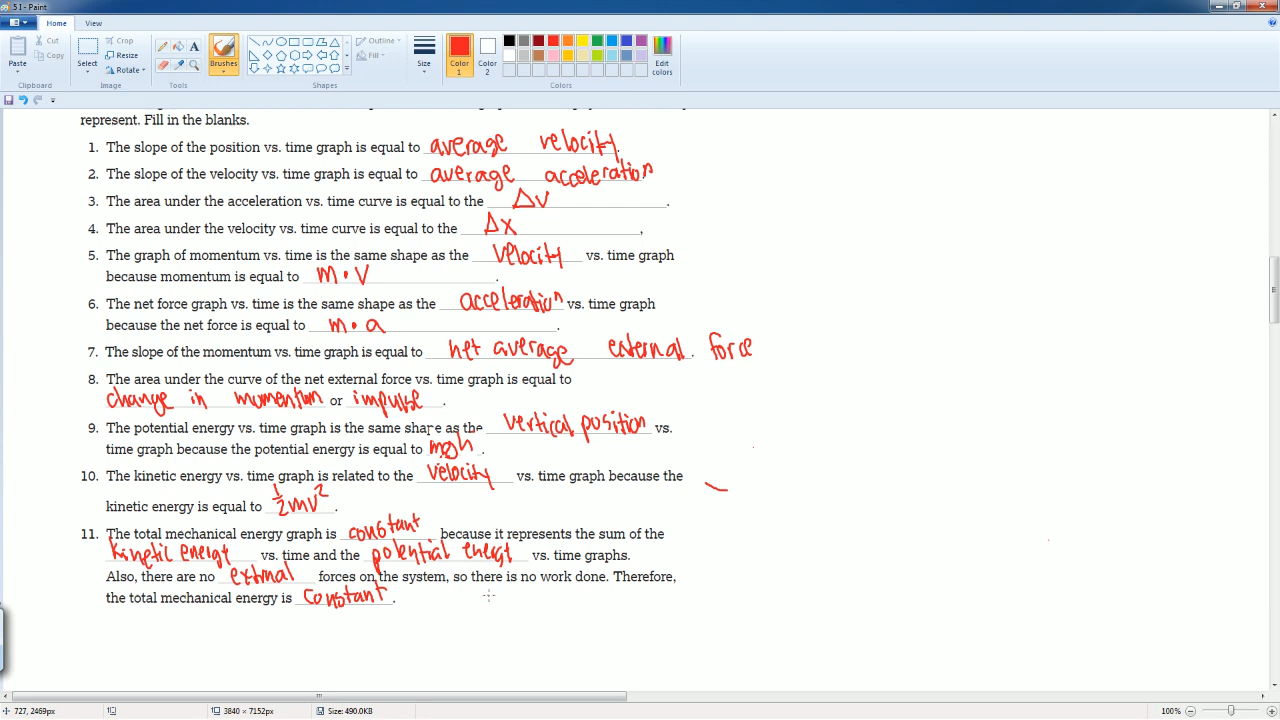 51 - Paint
Home View
Paste
Cut
Copy
Clipboard
Select
Crop
Resize
Rotate
Image
A
Tools
Brushes
Outline
Fill
Shapes
Size
Color 1
Color 2
Edit colors
Colors
represent. Fill in the blanks.
1. The slope of the position vs. time graph is equal to average velocity.
2. The slope of the velocity vs. time graph is equal to average acceleration
3. The area under the acceleration vs. time curve is equal to the Δv.
4. The area under the velocity vs. time curve is equal to the Δx,
5. The graph of momentum vs. time is the same shape as the velocity vs. time graph
because momentum is equal to m•v.
6. The net force graph vs. time is the same shape as the acceleration vs. time graph
because the net force is equal to m•a.
7. The slope of the momentum vs. time graph is equal to net average external. force
8. The area under the curve of the net external force vs. time graph is equal to
change in momentum or impulse.
9. The potential energy vs. time graph is the same shape as the vertical position vs.
time graph because the potential energy is equal to mgh.
10. The kinetic energy vs. time graph is related to the velocity vs. time graph because the
kinetic energy is equal to ½mv².
11. The total mechanical energy graph is constant because it represents the sum of the
kinetic energy vs. time and the potential energy vs. time graphs.
Also, there are no external forces on the system, so there is no work done. Therefore,
the total mechanical energy is constant.
727, 2469px
3840 × 7152px
Size: 490.0KB
100%